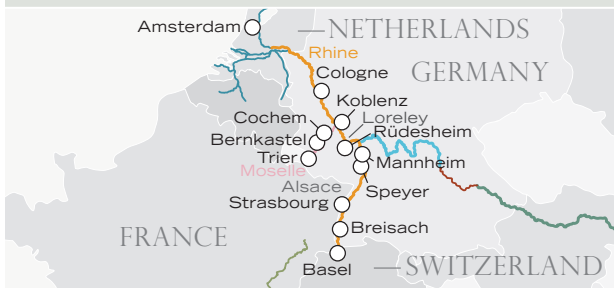 Amsterdam
NETHERLANDS
Rhine
GERMANY
Cologne
Koblenz
Cochem
Loreley
Bernkastel
Rüdesheim
Trier
Mannheim
Moselle
Alsace
Speyer
Strasbourg
FRANCE
Breisach
Basel
SWITZERLAND